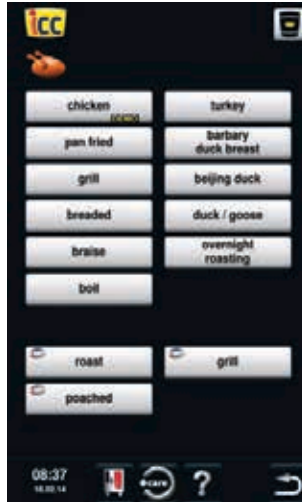 icc
chicken
turkey
pan fried
barbary
duck breast
grill
beijing duck
breaded
duck / goose
braise
overnight
roasting
boil
roast
grill
poached
08:37
care
?